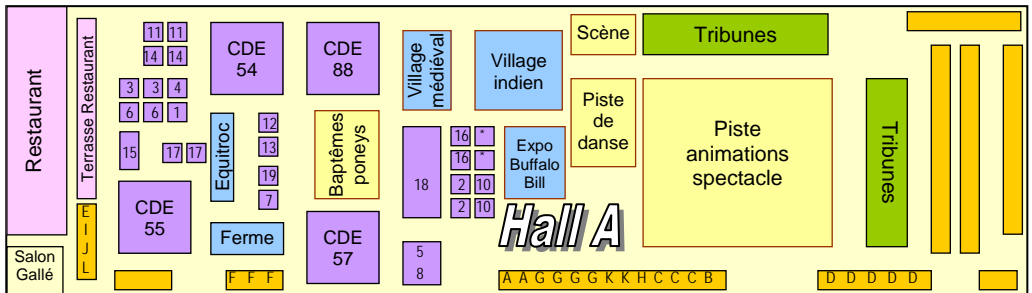 Restaurant
Terrasse Restaurant
11 11
14 14
3 3 4
6 6 1
15
17 17
CDE
54
CDE
88
CDE
55
CDE
57
Equitroc
Ferme
12
13
19
7
Baptêmes
poneys
Village
médiéval
Village
indien
18
16 *
16 *
2 10
2 10
5
8
Expo
Buffalo
Bill
Hall A
Scène
Piste
de
danse
Tribunes
Piste
animations
spectacle
Tribunes
E
I
J
L
Salon
Gallé
F F F
A A G G G G K K H C C C B
D D D D D